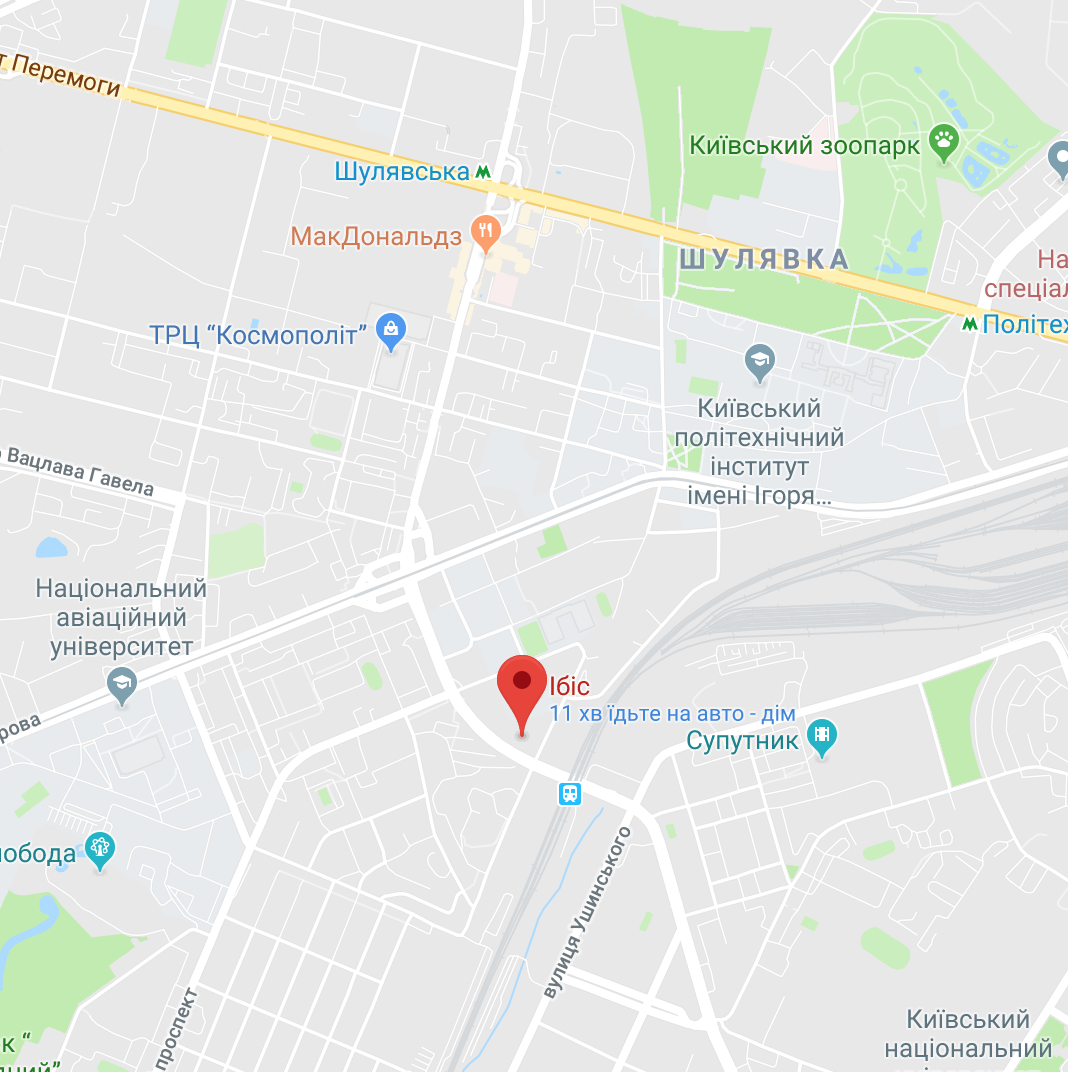 т Перемоги
Київський зоопарк
Шулявська
МакДональдз
ШУЛЯВКА
На
спеціал
Політех
ТРЦ “Космополіт”
Київський
політехнічний
інститут
імені Ігоря...
Вацлава Гавела
Національний
авіаційний
університет
Ібіс
11 хв їдьте на авто - дім
Супутник
рова
лобода
вулиця Ушинського
проспект
Київський
національний
к “
дний”